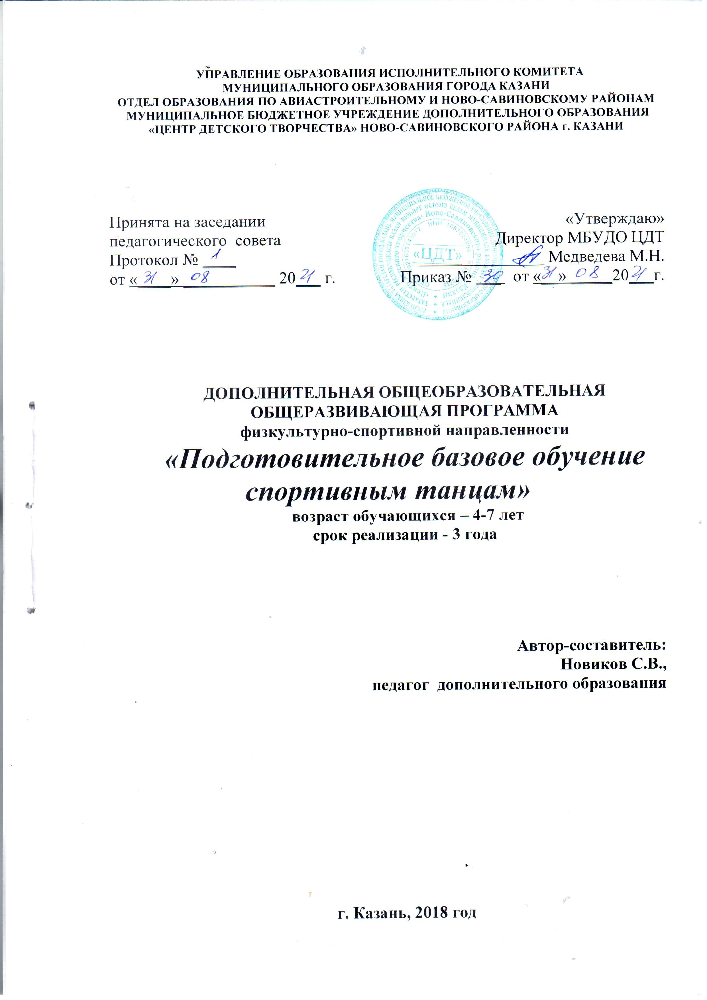 УПРАВЛЕНИЕ ОБРАЗОВАНИЯ ИСПОЛНИТЕЛЬНОГО КОМИТЕТА
МУНИЦИПАЛЬНОГО ОБРАЗОВАНИЯ ГОРОДА КАЗАНИ
ОТДЕЛ ОБРАЗОВАНИЯ ПО АВИАСТРОИТЕЛЬНОМУ И НОВО-САВИНОВСКОМУ РАЙОНАМ
МУНИЦИПАЛЬНОЕ БЮДЖЕТНОЕ УЧРЕЖДЕНИЕ ДОПОЛНИТЕЛЬНОГО ОБРАЗОВАНИЯ
«ЦЕНТР ДЕТСКОГО ТВОРЧЕСТВА» НОВО-САВИНОВСКОГО РАЙОНА г. КАЗАНИ
Принята на заседании
педагогического совета
Протокол № 1
от «31» 08 2021 г.
«Утверждаю»
Директор МБУДО ЦДТ
Медведева М.Н.
Приказ № 30 от «31» 08 2021 г.
«ЦДТ»
ДОПОЛНИТЕЛЬНАЯ ОБЩЕОБРАЗОВАТЕЛЬНАЯ
ОБЩЕРАЗВИВАЮЩАЯ ПРОГРАММА
физкультурно-спортивной направленности
«Подготовительное базовое обучение
спортивным танцам»
возраст обучающихся – 4-7 лет
срок реализации - 3 года
Автор-составитель:
Новиков С.В.,
педагог дополнительного образования
г. Казань, 2018 год